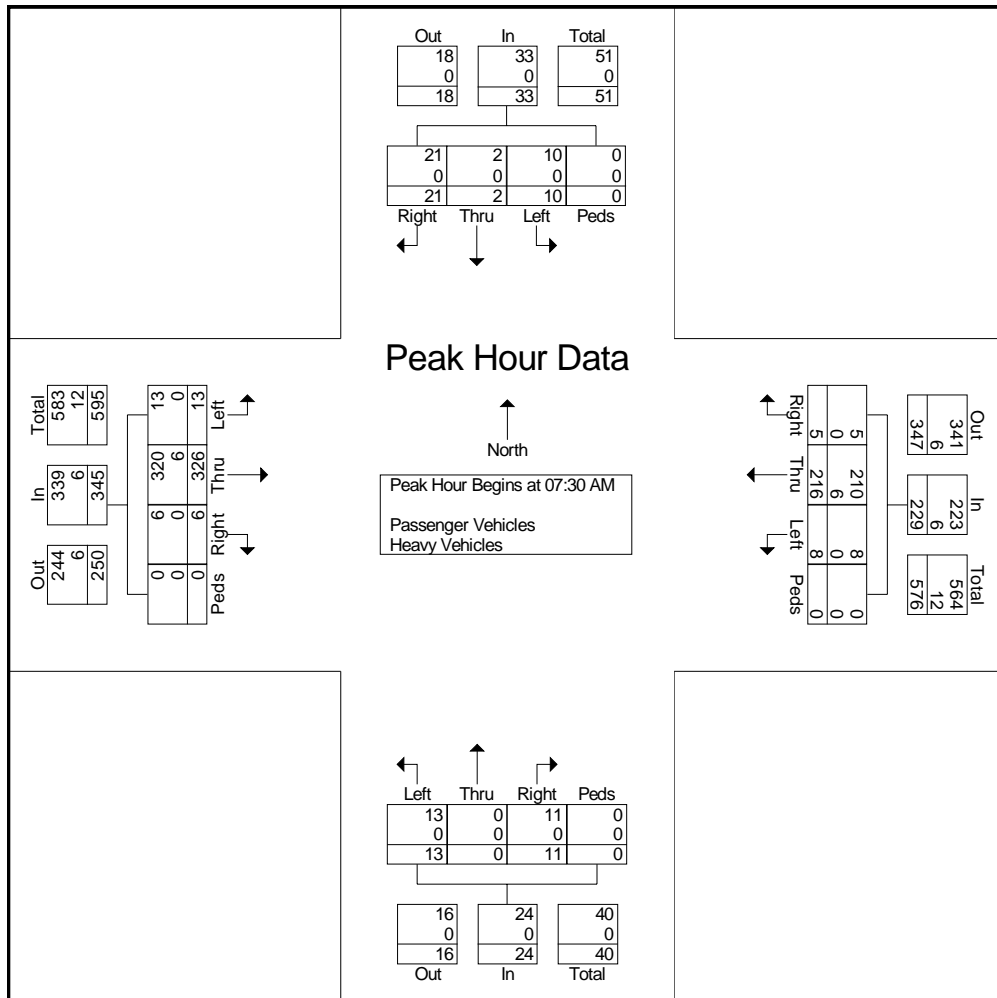 Out In Total
18 33 51
0 0 0
18 33 51
21 2 10 0
0 0 0 0
21 2 10 0
Right Thru Left Peds
Peak Hour Data
North
Peak Hour Begins at 07:30 AM
Passenger Vehicles
Heavy Vehicles
Left Thru Right Peds
13 326 6 0
0 6 0 0
13 320 6 0
Out In Total
250 345 595
6 6 12
244 339 583
Right Thru Left Peds
5 210 8 0
0 6 0 0
5 216 8 0
Out In Total
341 223 564
6 6 12
347 229 576
Left Thru Right Peds
13 0 11 0
0 0 0 0
13 0 11 0
16 24 40
0 0 0
16 24 40
Out In Total